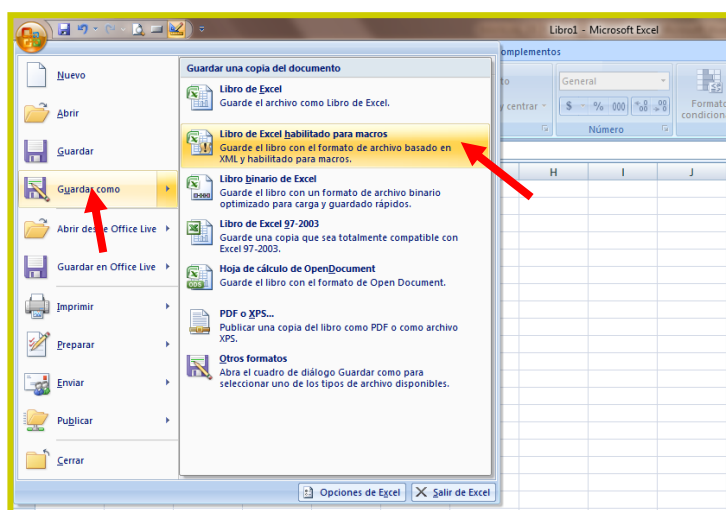 Libro1 - Microsoft Excel
Complementos
Nuevo
Abrir
Guardar
Guardar como
Abrir desde Office Live
Guardar en Office Live
Imprimir
Preparar
Enviar
Publicar
Cerrar
Guardar una copia del documento
Libro de Excel
Guarde el archivo como Libro de Excel.
Libro de Excel habilitado para macros
Guarde el libro con el formato de archivo basado en
XML y habilitado para macros.
Libro binario de Excel
Guarde el libro con un formato de archivo binario
optimizado para carga y guardado rápidos.
Libro de Excel 97-2003
Guarde una copia que sea totalmente compatible con
Excel 97-2003.
Hoja de cálculo de OpenDocument
Guarde el libro con el formato de Open Document.
PDF o XPS...
Publicar una copia del libro como PDF o como archivo
XPS.
Otros formatos
Abra el cuadro de diálogo Guardar como para
seleccionar uno de los tipos de archivo disponibles.
Opciones de Excel
Salir de Excel
General
y centrar
$ % 000
Formato
condicional
Número
H I J